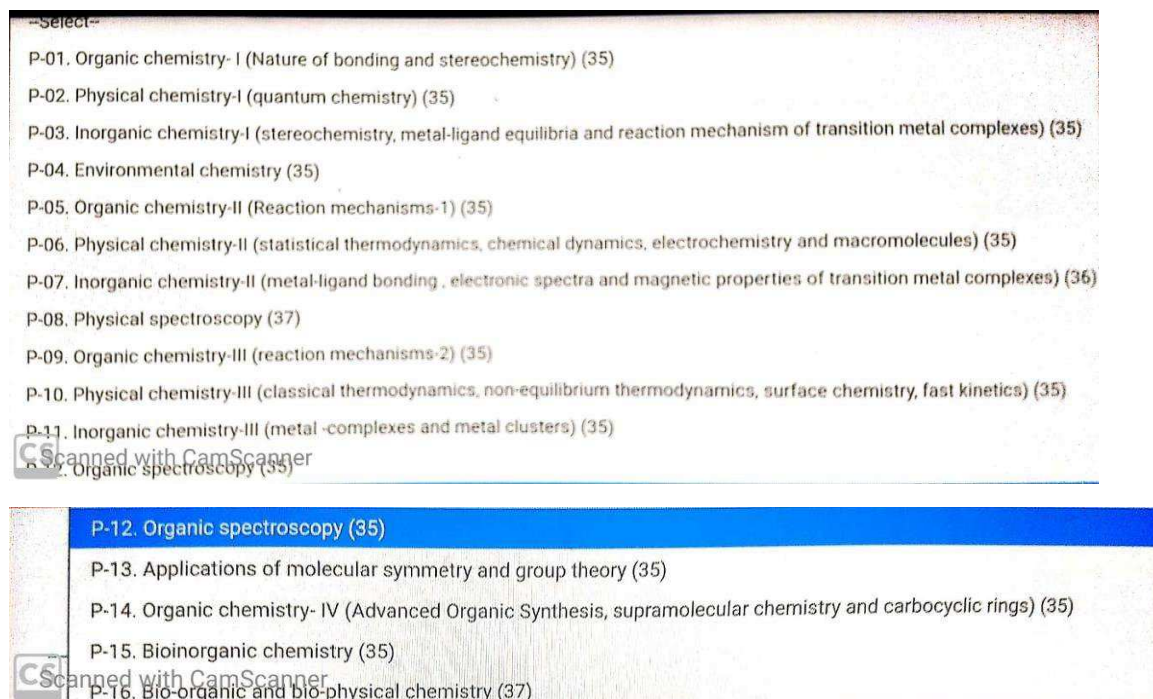 --Select--
P-01. Organic chemistry- I (Nature of bonding and stereochemistry) (35)
P-02. Physical chemistry-I (quantum chemistry) (35)
P-03. Inorganic chemistry-I (stereochemistry, metal-ligand equilibria and reaction mechanism of transition metal complexes) (35)
P-04. Environmental chemistry (35)
P-05. Organic chemistry-II (Reaction mechanisms-1) (35)
P-06. Physical chemistry-II (statistical thermodynamics, chemical dynamics, electrochemistry and macromolecules) (35)
P-07. Inorganic chemistry-II (metal-ligand bonding , electronic spectra and magnetic properties of transition metal complexes) (36)
P-08. Physical spectroscopy (37)
P-09. Organic chemistry-III (reaction mechanisms-2) (35)
P-10. Physical chemistry-III (classical thermodynamics, non-equilibrium thermodynamics, surface chemistry, fast kinetics) (35)
P-11. Inorganic chemistry-III (metal -complexes and metal clusters) (35)
CS Scanned with CamScanner
P-12. Organic spectroscopy (35)
P-12. Organic spectroscopy (35)
P-13. Applications of molecular symmetry and group theory (35)
P-14. Organic chemistry- IV (Advanced Organic Synthesis, supramolecular chemistry and carbocyclic rings) (35)
P-15. Bioinorganic chemistry (35)
CS Scanned with CamScanner
P-16. Bio-organic and bio-physical chemistry (37)